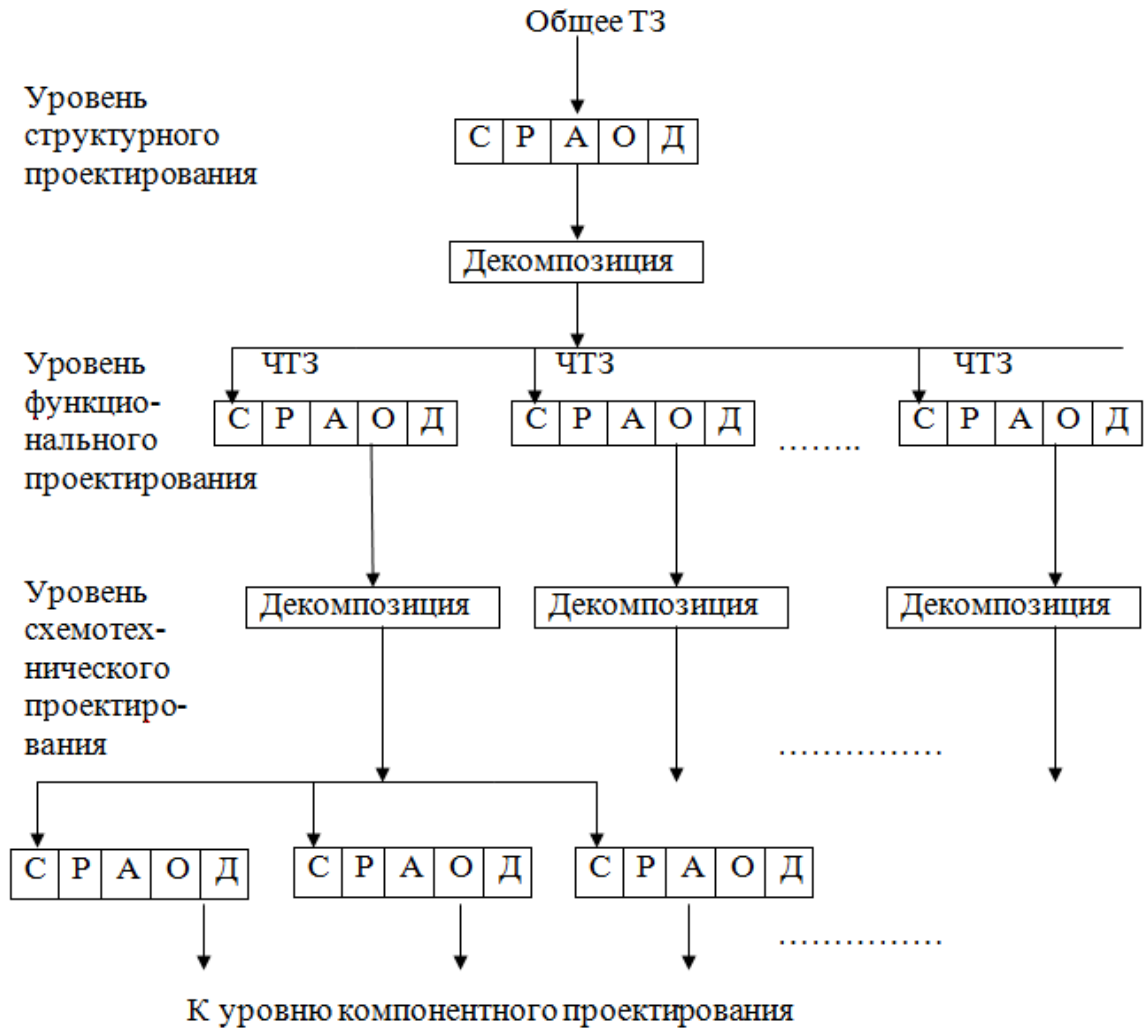 Общее ТЗ
Уровень
структурного
проектирования
С Р А О Д
Декомпозиция
Уровень
функцио-
нального
проектирования
ЧТЗ ЧТЗ ЧТЗ
С Р А О Д С Р А О Д ........ С Р А О Д
Уровень
схемотех-
нического
проектиро-
вания
Декомпозиция Декомпозиция Декомпозиция
...............
С Р А О Д С Р А О Д С Р А О Д
...............
К уровню компонентного проектирования